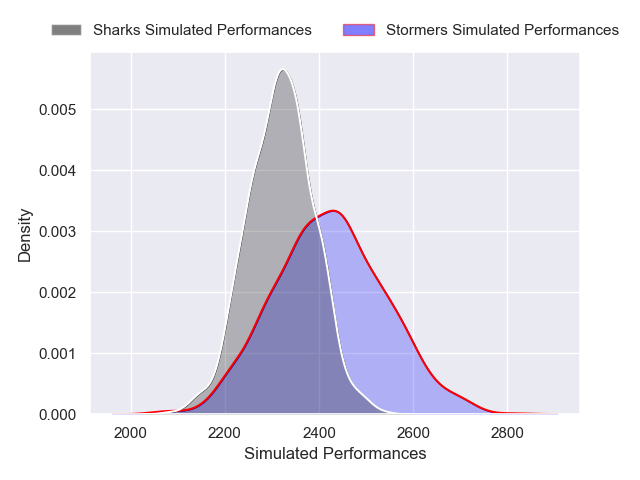 Sharks Simulated Performances Stormers Simulated Performances
0.005
0.004
0.003
0.002
0.001
0.000
Density
2000 2200 2400 2600 2800
Simulated Performances